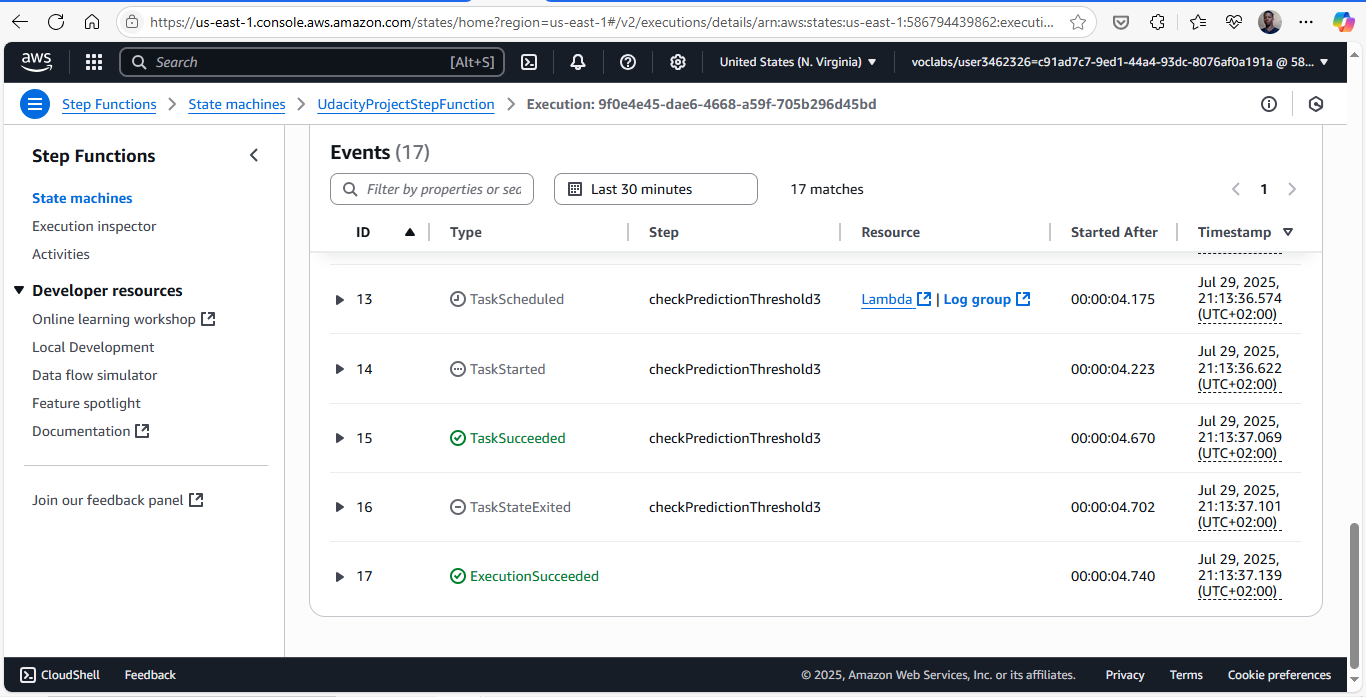 https://us-east-1.console.aws.amazon.com/states/home?region=us-east-1#/v2/executions/details/arn:aws:states:us-east-1:586794439862:executi...
aws
Search [Alt+S]
United States (N. Virginia)
voclabs/user3462326=c91ad7c7-9ed1-44a4-93dc-8076af0a191a @ 58...
Step Functions
State machines
UdacityProjectStepFunction
Execution: 9f0e4e45-dae6-4668-a59f-705b296d45bd
Step Functions
State machines
Execution inspector
Activities
Developer resources
Online learning workshop
Local Development
Data flow simulator
Feature spotlight
Documentation
Join our feedback panel
Events (17)
Filter by properties or sea
Last 30 minutes
17 matches
1
ID Type Step Resource Started After Timestamp
13 TaskScheduled checkPredictionThreshold3 Lambda | Log group 00:00:04.175 Jul 29, 2025,
21:13:36.574
(UTC+02:00)
14 TaskStarted checkPredictionThreshold3 00:00:04.223 Jul 29, 2025,
21:13:36.622
(UTC+02:00)
15 TaskSucceeded checkPredictionThreshold3 00:00:04.670 Jul 29, 2025,
21:13:37.069
(UTC+02:00)
16 TaskStateExited checkPredictionThreshold3 00:00:04.702 Jul 29, 2025,
21:13:37.101
(UTC+02:00)
17 ExecutionSucceeded 00:00:04.740 Jul 29, 2025,
21:13:37.139
(UTC+02:00)
CloudShell Feedback © 2025, Amazon Web Services, Inc. or its affiliates. Privacy Terms Cookie preferences